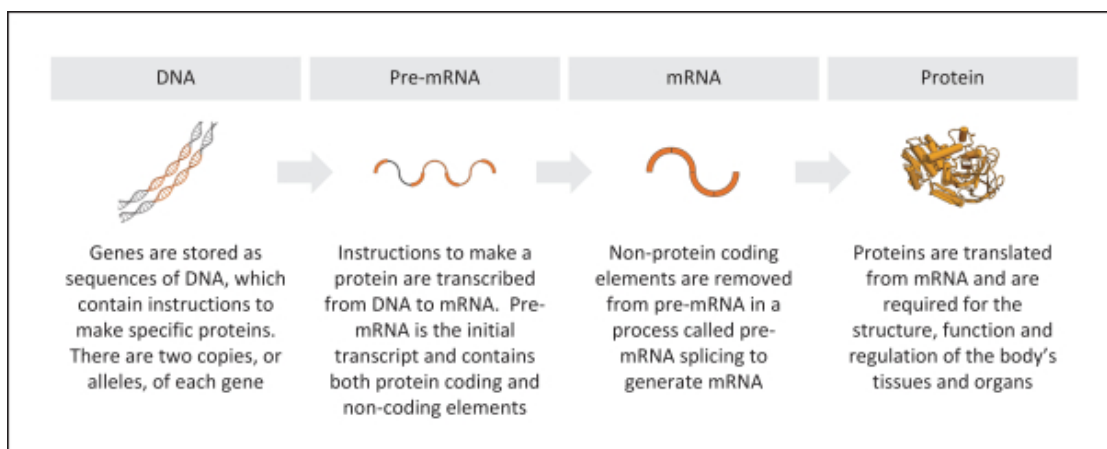 DNA
Pre-mRNA
mRNA
Protein
Genes are stored as
sequences of DNA, which
contain instructions to
make specific proteins.
There are two copies, or
alleles, of each gene
Instructions to make a
protein are transcribed
from DNA to mRNA.  Pre-
mRNA is the initial
transcript and contains
both protein coding and
non-coding elements
Non-protein coding
elements are removed
from pre-mRNA in a
process called pre-
mRNA splicing to
generate mRNA
Proteins are translated
from mRNA and are
required for the
structure, function and
regulation of the body's
tissues and organs